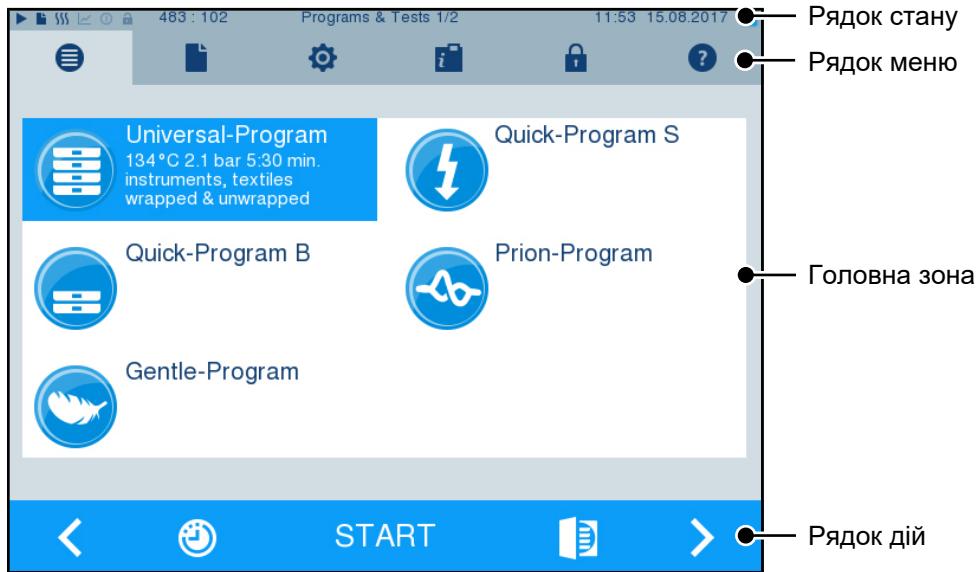 483 : 102 Programs & Tests 1/2 11:53 15.08.2017
Рядок стану
Рядок меню
Universal-Program
134°C 2.1 bar 5:30 min.
instruments, textiles
wrapped & unwrapped
Quick-Program S
Quick-Program B
Prion-Program
Головна зона
Gentle-Program
START
Рядок дій